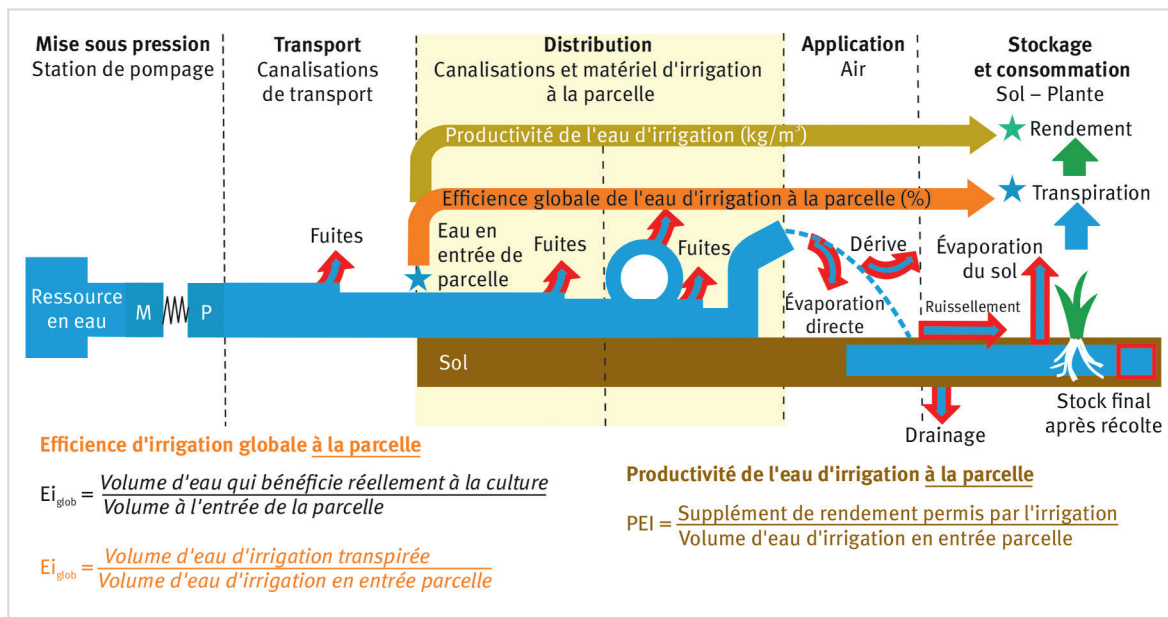 Mise sous pression
Station de pompage
Transport
Canalisations
de transport
Distribution
Canalisations et matériel d'irrigation
à la parcelle
Application
Air
Stockage
et consommation
Sol – Plante
Productivité de l'eau d'irrigation (kg/m³)
Rendement
Efficience globale de l'eau d'irrigation à la parcelle (%)
Transpiration
Fuites
Eau en
entrée de
parcelle
Fuites
Fuites
Dérive
Évaporation
du sol
Ressource
en eau
M
P
Évaporation
directe
Ruissellement
Sol
Drainage
Stock final
après récolte
Efficience d'irrigation globale à la parcelle
Ei glob = Volume d'eau qui bénéficie réellement à la culture
Volume à l'entrée de la parcelle
Ei glob = Volume d'eau d'irrigation transpirée
Volume d'eau d'irrigation en entrée parcelle
Productivité de l'eau d'irrigation à la parcelle
PEI = Supplément de rendement permis par l'irrigation
Volume d'eau d'irrigation en entrée parcelle